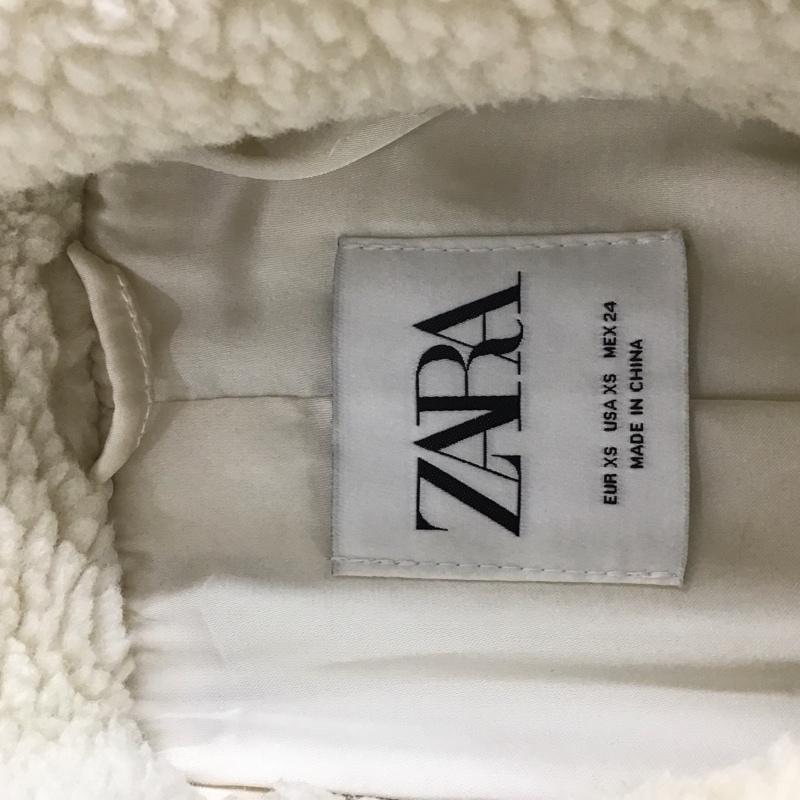 ZARA
EUR XS USA XS MEX 24
MADE IN CHINA